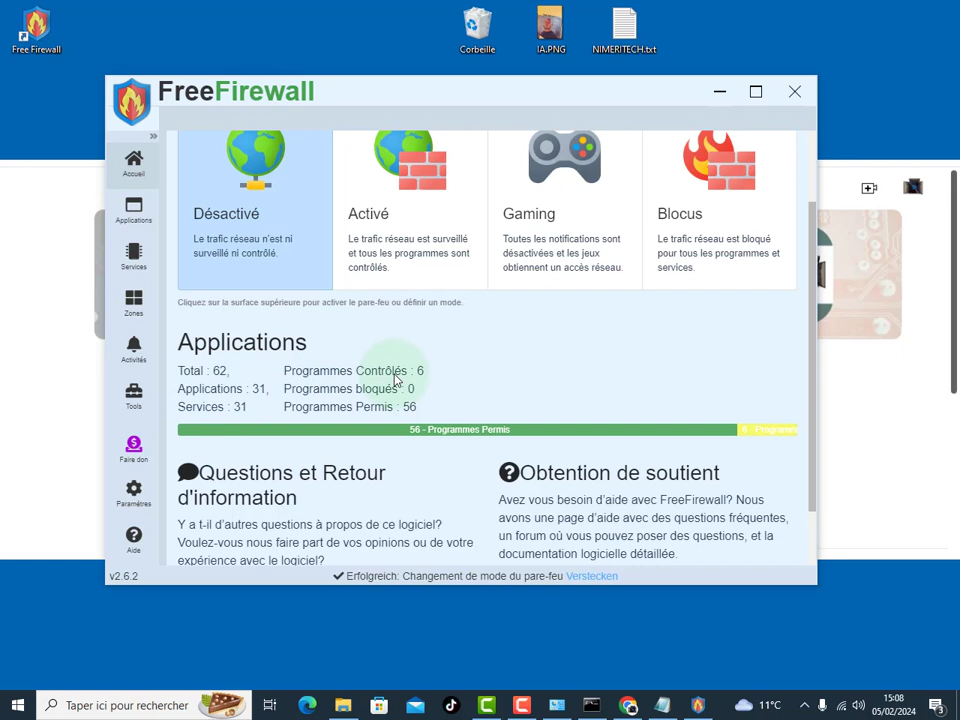 Free Firewall
Corbeille
IA.PNG
NIMERITECH.txt
FreeFirewall
Accueil
Applications
Services
Zones
Activités
Tools
Faire don
Paramètres
Aide
Désactivé
Le trafic réseau n'est ni
surveillé ni contrôlé.
Activé
Le trafic réseau est surveillé
et tous les programmes sont
contrôlés.
Gaming
Toutes les notifications sont
désactivées et les jeux
obtiennent un accès réseau.
Blocus
Le trafic réseau est bloqué
pour tous les programmes et
services.
Cliquez sur la surface supérieure pour activer le pare-feu ou définir un mode.
Applications
Total : 62,
Applications : 31,
Services : 31
Programmes Contrôlés : 6
Programmes bloqués : 0
Programmes Permis : 56
56 - Programmes Permis
6 - Programm
Questions et Retour
d'information
Y a t-il d'autres questions à propos de ce logiciel?
Voulez-vous nous faire part de vos opinions ou de votre
expérience avec le logiciel?
Obtention de soutient
Avez vous besoin d'aide avec FreeFirewall? Nous
avons une page d'aide avec des questions fréquentes,
un forum où vous pouvez poser des questions, et la
documentation logicielle détaillée.
v2.6.2
Erfolgreich: Changement de mode du pare-feu Verstecken
Taper ici pour rechercher
11°C
15:08
05/02/2024
3